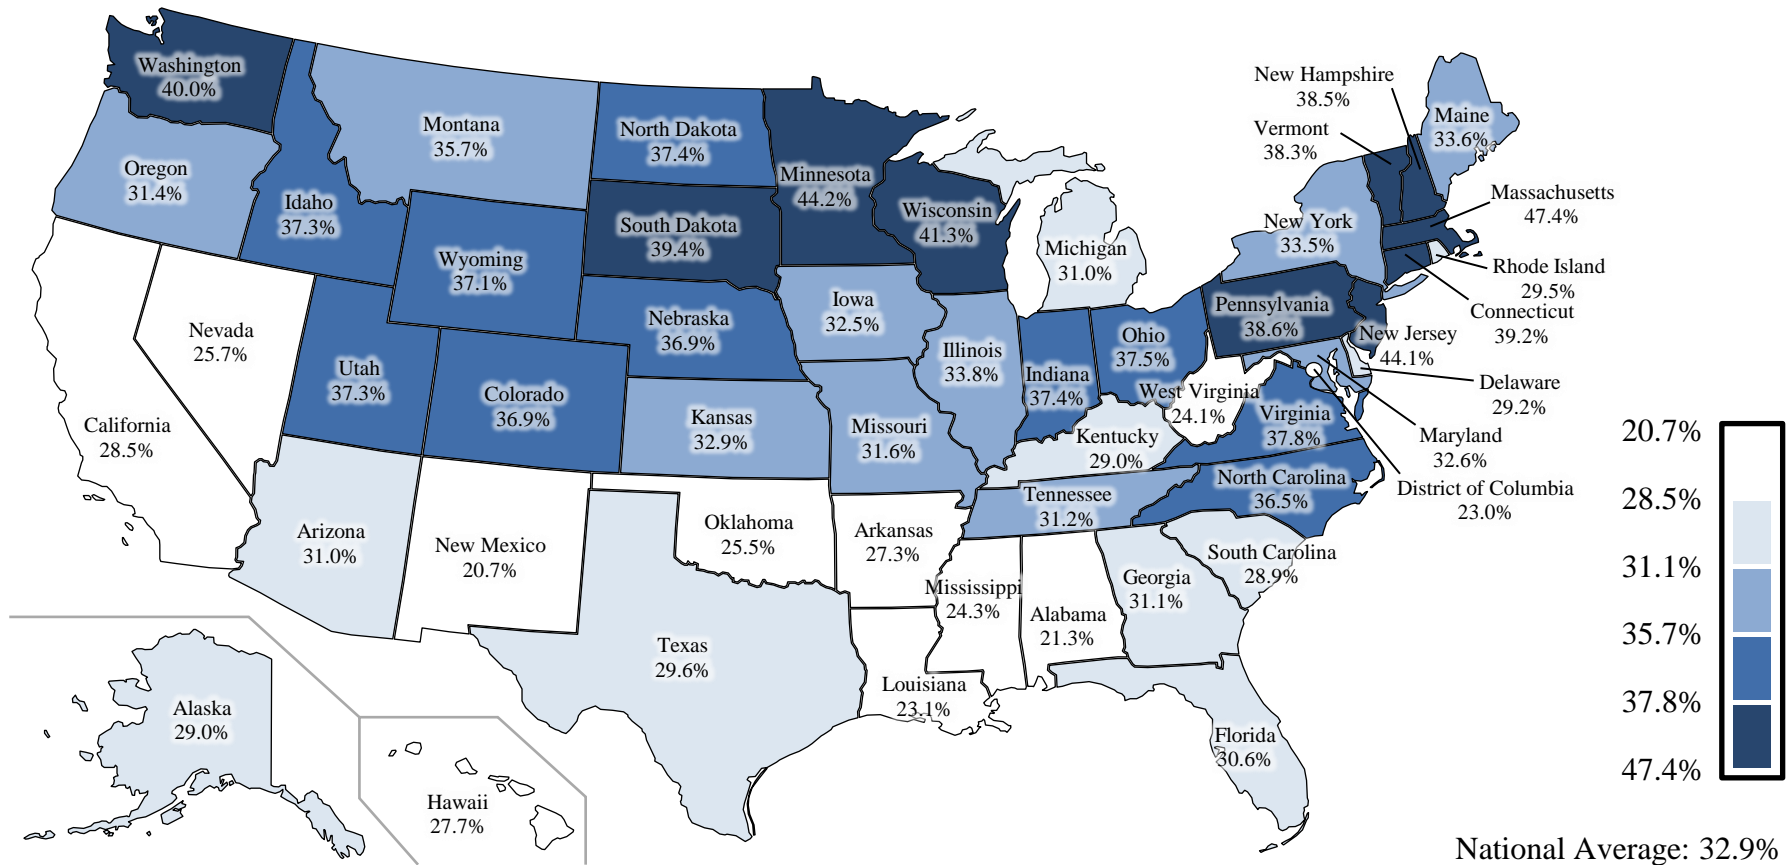 Washington
40.0%
Oregon
31.4%
Idaho
37.3%
Montana
35.7%
North Dakota
37.4%
Minnesota
44.2%
South Dakota
39.4%
Wisconsin
41.3%
Wyoming
37.1%
Michigan
31.0%
New Hampshire
38.5%
Vermont
38.3%
Maine
33.6%
Massachusetts
47.4%
New York
33.5%
Rhode Island
29.5%
Connecticut
39.2%
Pennsylvania
38.6%
New Jersey
44.1%
Delaware
29.2%
Maryland
32.6%
District of Columbia
23.0%
Nevada
25.7%
Utah
37.3%
Colorado
36.9%
Nebraska
36.9%
Iowa
32.5%
Illinois
33.8%
Indiana
37.4%
Ohio
37.5%
West Virginia
24.1%
Virginia
37.8%
California
28.5%
Kansas
32.9%
Missouri
31.6%
Kentucky
29.0%
North Carolina
36.5%
Tennessee
31.2%
Arizona
31.0%
New Mexico
20.7%
Oklahoma
25.5%
Arkansas
27.3%
South Carolina
28.9%
Mississippi
24.3%
Alabama
21.3%
Georgia
31.1%
Texas
29.6%
Louisiana
23.1%
Florida
30.6%
Alaska
29.0%
Hawaii
27.7%
20.7%
28.5%
31.1%
35.7%
37.8%
47.4%
National Average: 32.9%